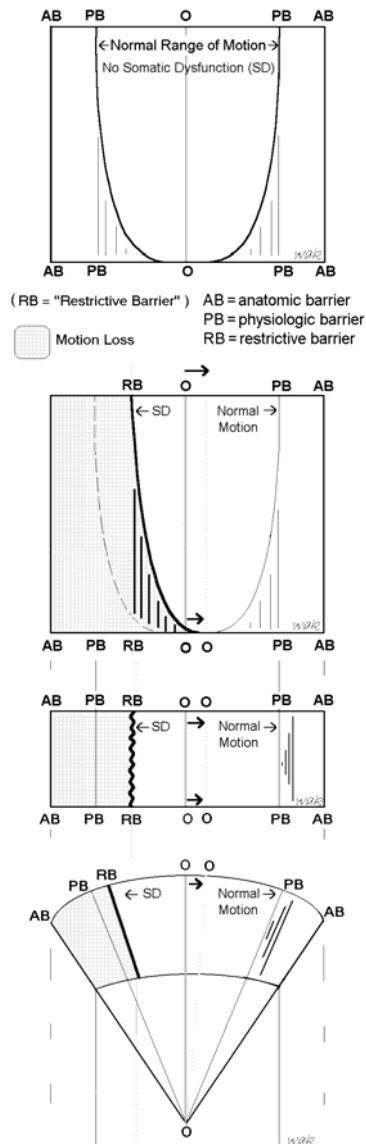 AB PB O PB AB
←Normal Range of Motion→
No Somatic Dysfunction (SD)
wak
AB PB O PB AB
( RB = "Restrictive Barrier" )
AB = anatomic barrier
PB = physiologic barrier
RB = restrictive barrier
Motion Loss
RB O PB AB
← SD Normal →
Motion
wak
AB PB RB O O PB AB
AB PB RB O O PB AB
← SD Normal →
Motion
wak
AB PB RB O O PB AB
O O
PB RB PB
AB ← SD Normal → AB
Motion
O
wak